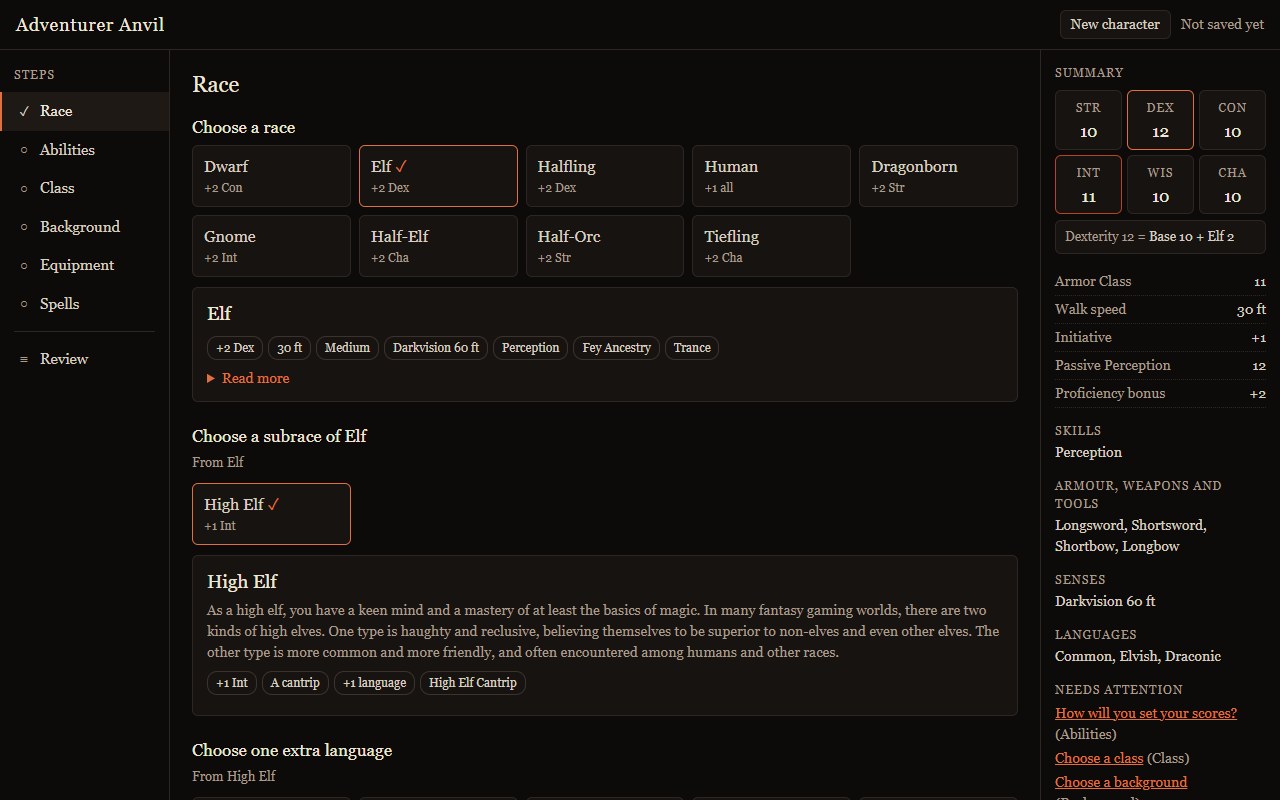 Adventurer Anvil
New character
Not saved yet
STEPS
✓ Race
○ Abilities
○ Class
○ Background
○ Equipment
○ Spells
≡ Review
Race
Choose a race
Dwarf
+2 Con
Elf ✓
+2 Dex
Halfling
+2 Dex
Human
+1 all
Dragonborn
+2 Str
Gnome
+2 Int
Half-Elf
+2 Cha
Half-Orc
+2 Str
Tiefling
+2 Cha
Elf
+2 Dex
30 ft
Medium
Darkvision 60 ft
Perception
Fey Ancestry
Trance
▶ Read more
Choose a subrace of Elf
From Elf
High Elf ✓
+1 Int
High Elf
As a high elf, you have a keen mind and a mastery of at least the basics of magic. In many fantasy gaming worlds, there are two
kinds of high elves. One type is haughty and reclusive, believing themselves to be superior to non-elves and even other elves. The
other type is more common and more friendly, and often encountered among humans and other races.
+1 Int
A cantrip
+1 language
High Elf Cantrip
Choose one extra language
From High Elf
SUMMARY
STR
10
DEX
12
CON
10
INT
11
WIS
10
CHA
10
Dexterity 12 = Base 10 + Elf 2
Armor Class 11
Walk speed 30 ft
Initiative +1
Passive Perception 12
Proficiency bonus +2
SKILLS
Perception
ARMOUR, WEAPONS AND
TOOLS
Longsword, Shortsword,
Shortbow, Longbow
SENSES
Darkvision 60 ft
LANGUAGES
Common, Elvish, Draconic
NEEDS ATTENTION
How will you set your scores?
(Abilities)
Choose a class (Class)
Choose a background